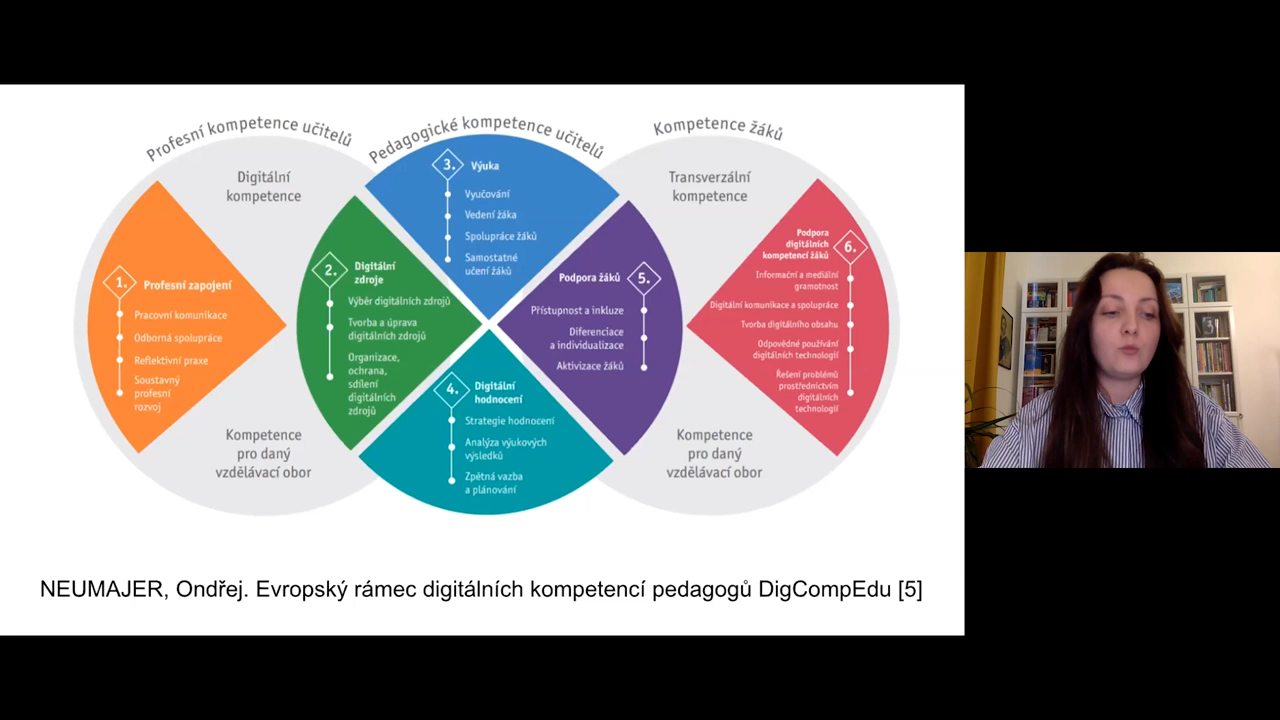 Profesní kompetence učitelů
Pedagogické kompetence učitelů
Kompetence žáků
Digitální
kompetence
Transverzální
kompetence
1.
Profesní zapojení
Pracovní komunikace
Odborná spolupráce
Reflektivní praxe
Soustavný
profesní
rozvoj
2.
Digitální
zdroje
Výběr digitálních zdrojů
Tvorba a úprava
digitálních zdrojů
Organizace,
ochrana,
sdílení
digitálních
zdrojů
3.
Výuka
Vyučování
Vedení žáka
Spolupráce žáků
Samostatné
učení žáků
4.
Digitální
hodnocení
Strategie hodnocení
Analýza výukových
výsledků
Zpětná vazba
a plánování
5.
Podpora žáků
Přístupnost a inkluze
Diferenciace
a individualizace
Aktivizace žáků
6.
Podpora
digitálních
kompetencí žáků
Informační a mediální
gramotnost
Digitální komunikace a spolupráce
Tvorba digitálního obsahu
Odpovědné používání
digitálních technologií
Řešení problémů
prostřednictvím
digitálních
technologií
Kompetence
pro daný
vzdělávací obor
Kompetence
pro daný
vzdělávací obor
NEUMAJER, Ondřej. Evropský rámec digitálních kompetencí pedagogů DigCompEdu [5]